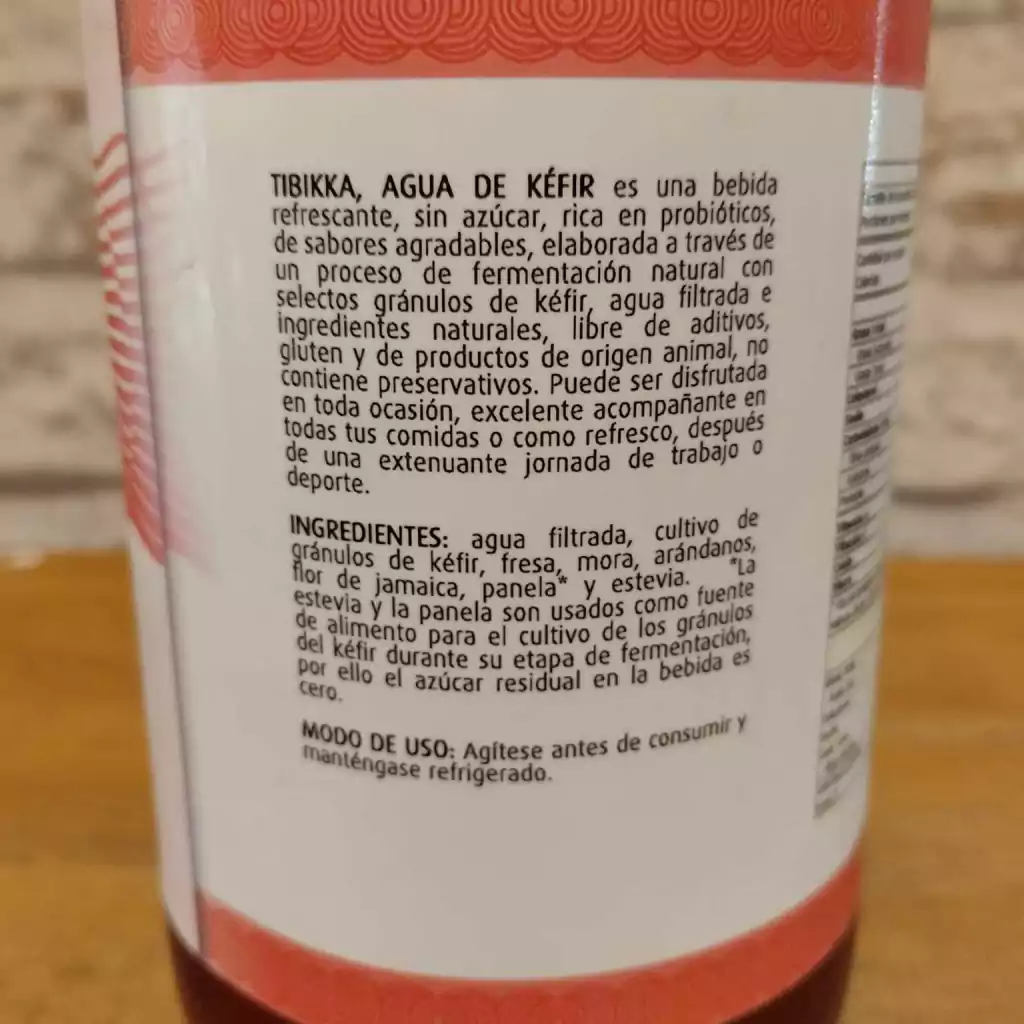 TIBIKKA, AGUA DE KÉFIR es una bebida
refrescante, sin azúcar, rica en probióticos,
de sabores agradables, elaborada a través de
un proceso de fermentación natural con
selectos gránulos de kéfir, agua filtrada e
ingredientes naturales, libre de aditivos,
gluten y de productos de origen animal, no
contiene preservativos. Puede ser disfrutada
en toda ocasión, excelente acompañante en
todas tus comidas o como refresco, después
de una extenuante jornada de trabajo o
deporte.
INGREDIENTES: agua filtrada, cultivo de
gránulos de kéfir, fresa, mora, arándanos,
flor de jamaica, panela* y estevia. *La
estevia y la panela son usados como fuente
de alimento para el cultivo de los gránulos
del kéfir durante su etapa de fermentación,
por ello el azúcar residual en la bebida es
cero.
MODO DE USO: Agítese antes de consumir y
manténgase refrigerado.